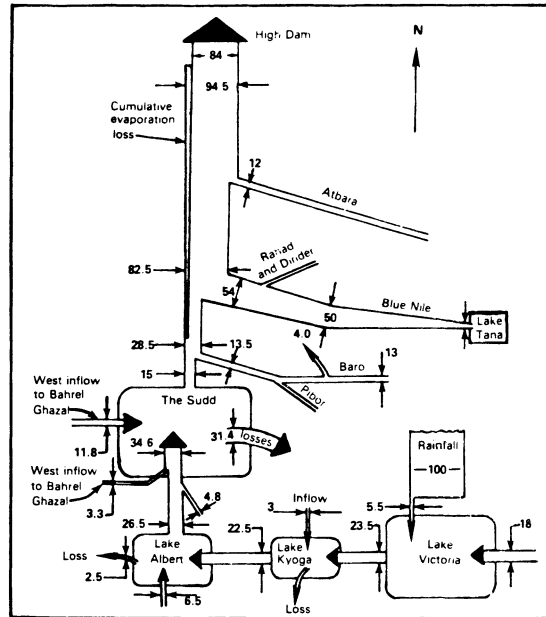 High Dam
N
84
94.5
Cumulative
evaporation
loss
12
Atbara
Rahad
and Dinder
82.5
54
Blue Nile
50
Lake
Tana
4.0
28.5
13.5
Baro
13
15
Pibor
West inflow
to Bahrel
Ghazal
The Sudd
11.8
34 6
31.4
losses
Rainfall
100
West inflow
to Bahrel
Ghazal
3.3
4.8
Inflow
3
5.5
26.5
22.5
23.5
18
Loss
Lake
Albert
Lake
Kyoga
Lake
Victoria
2.5
6.5
Loss